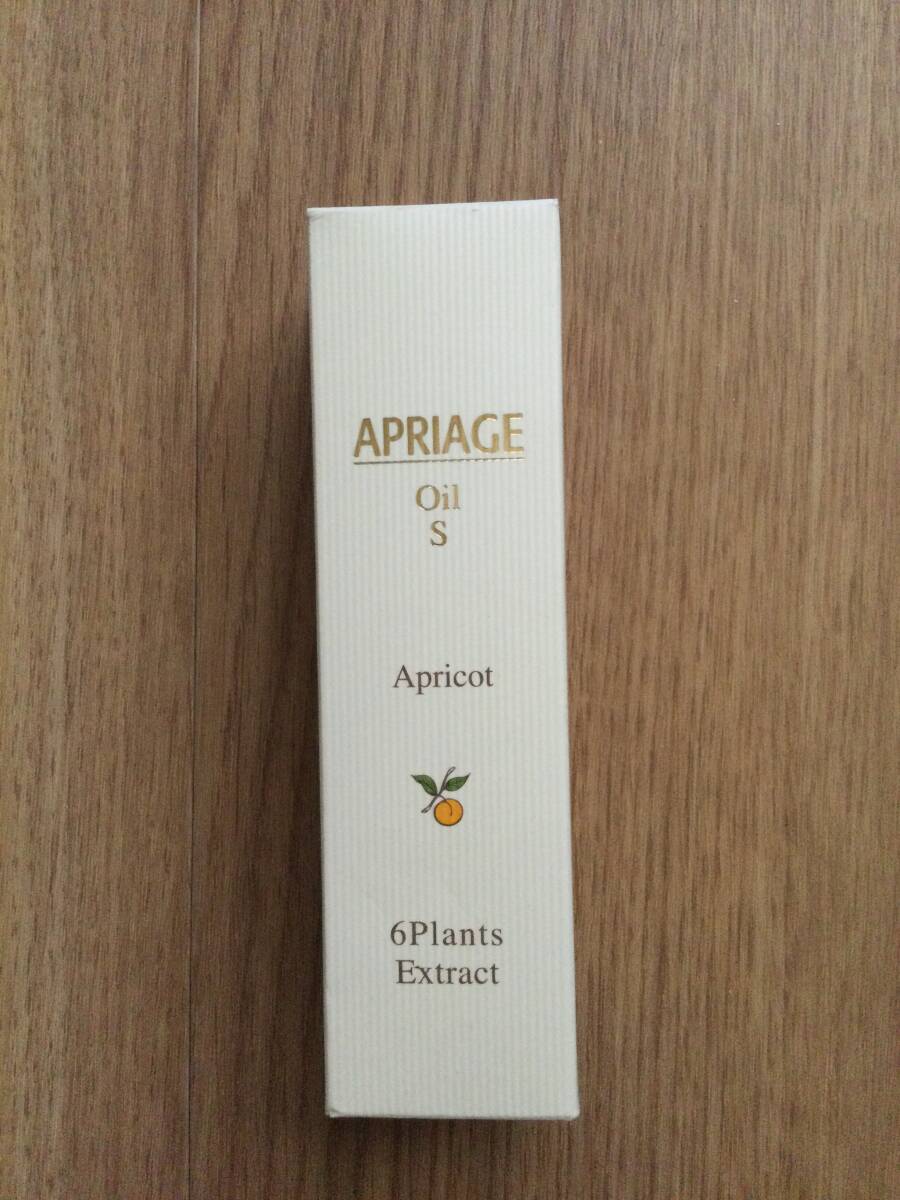 APRIAGE
Oil
S
Apricot
6Plants
Extract